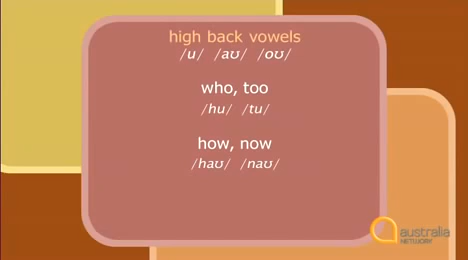 high back vowels
/u/ /aʊ/ /oʊ/
who, too
/hu/ /tu/
how, now
/haʊ/ /naʊ/
australia
NETWORK